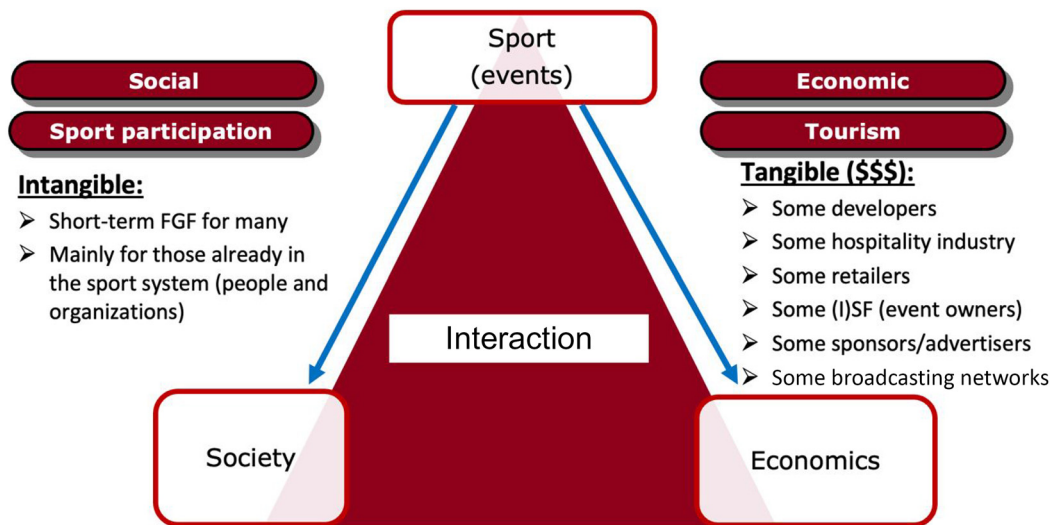 Sport
(events)
Social
Sport participation
Intangible:
➢ Short-term FGF for many
➢ Mainly for those already in
the sport system (people and
organizations)
Economic
Tourism
Tangible ($$$):
➢ Some developers
➢ Some hospitality industry
➢ Some retailers
➢ Some (I)SF (event owners)
➢ Some sponsors/advertisers
➢ Some broadcasting networks
Interaction
Society
Economics